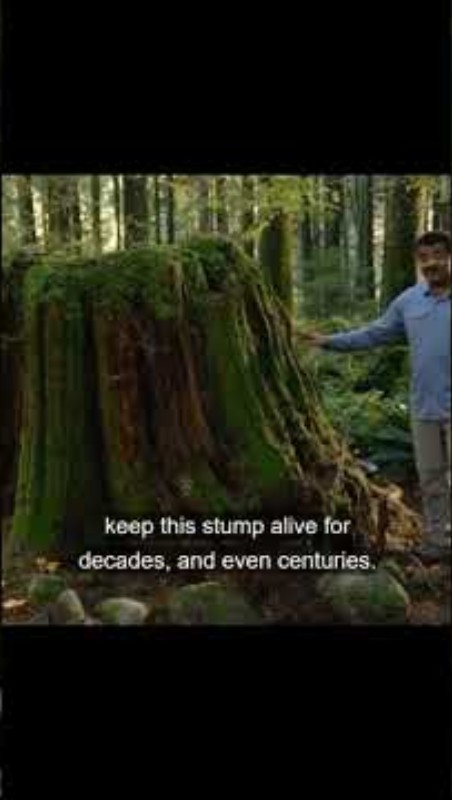 keep this stump alive for
decades, and even centuries.